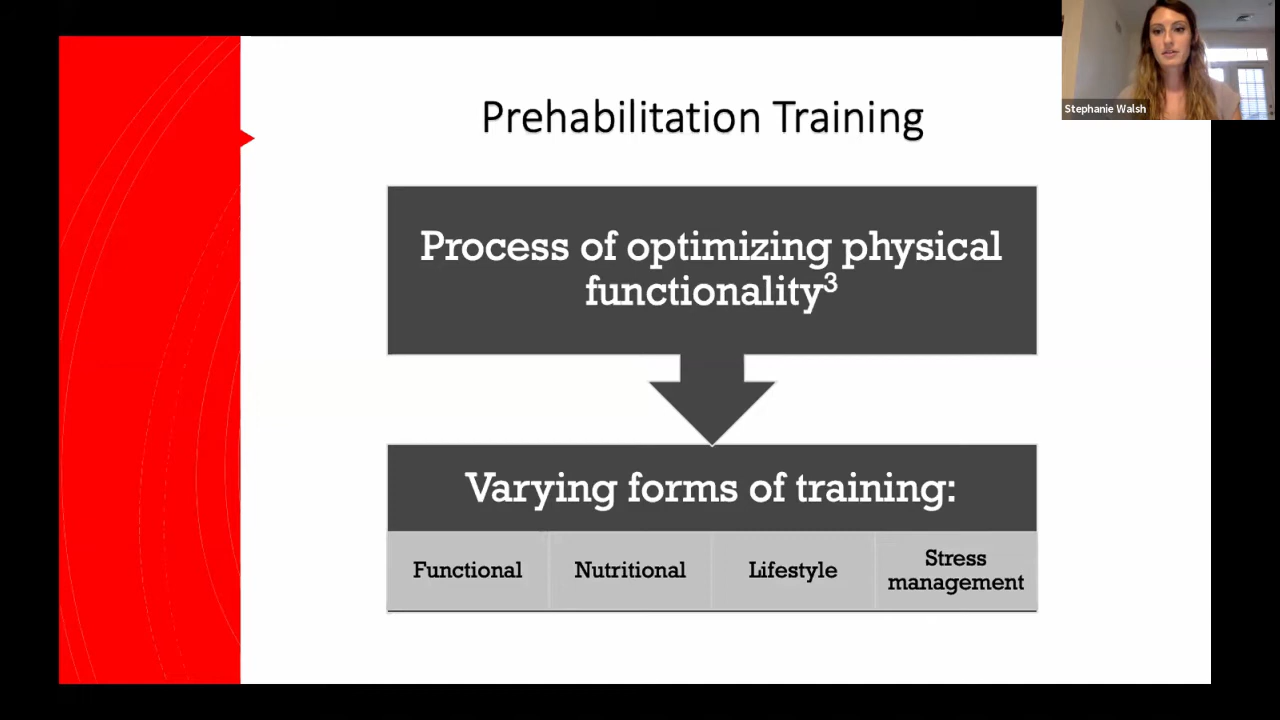 Prehabilitation Training
Stephanie Walsh
Process of optimizing physical
functionality³
Varying forms of training:
Functional
Nutritional
Lifestyle
Stress
management